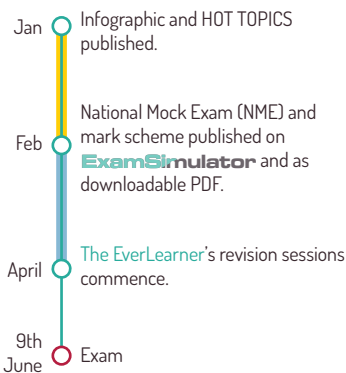 Jan
Infographic and HOT TOPICS
published.
Feb
National Mock Exam (NME) and
mark scheme published on
ExamSimulator and as
downloadable PDF.
April
The EverLearner's revision sessions
commence.
9th
June
Exam